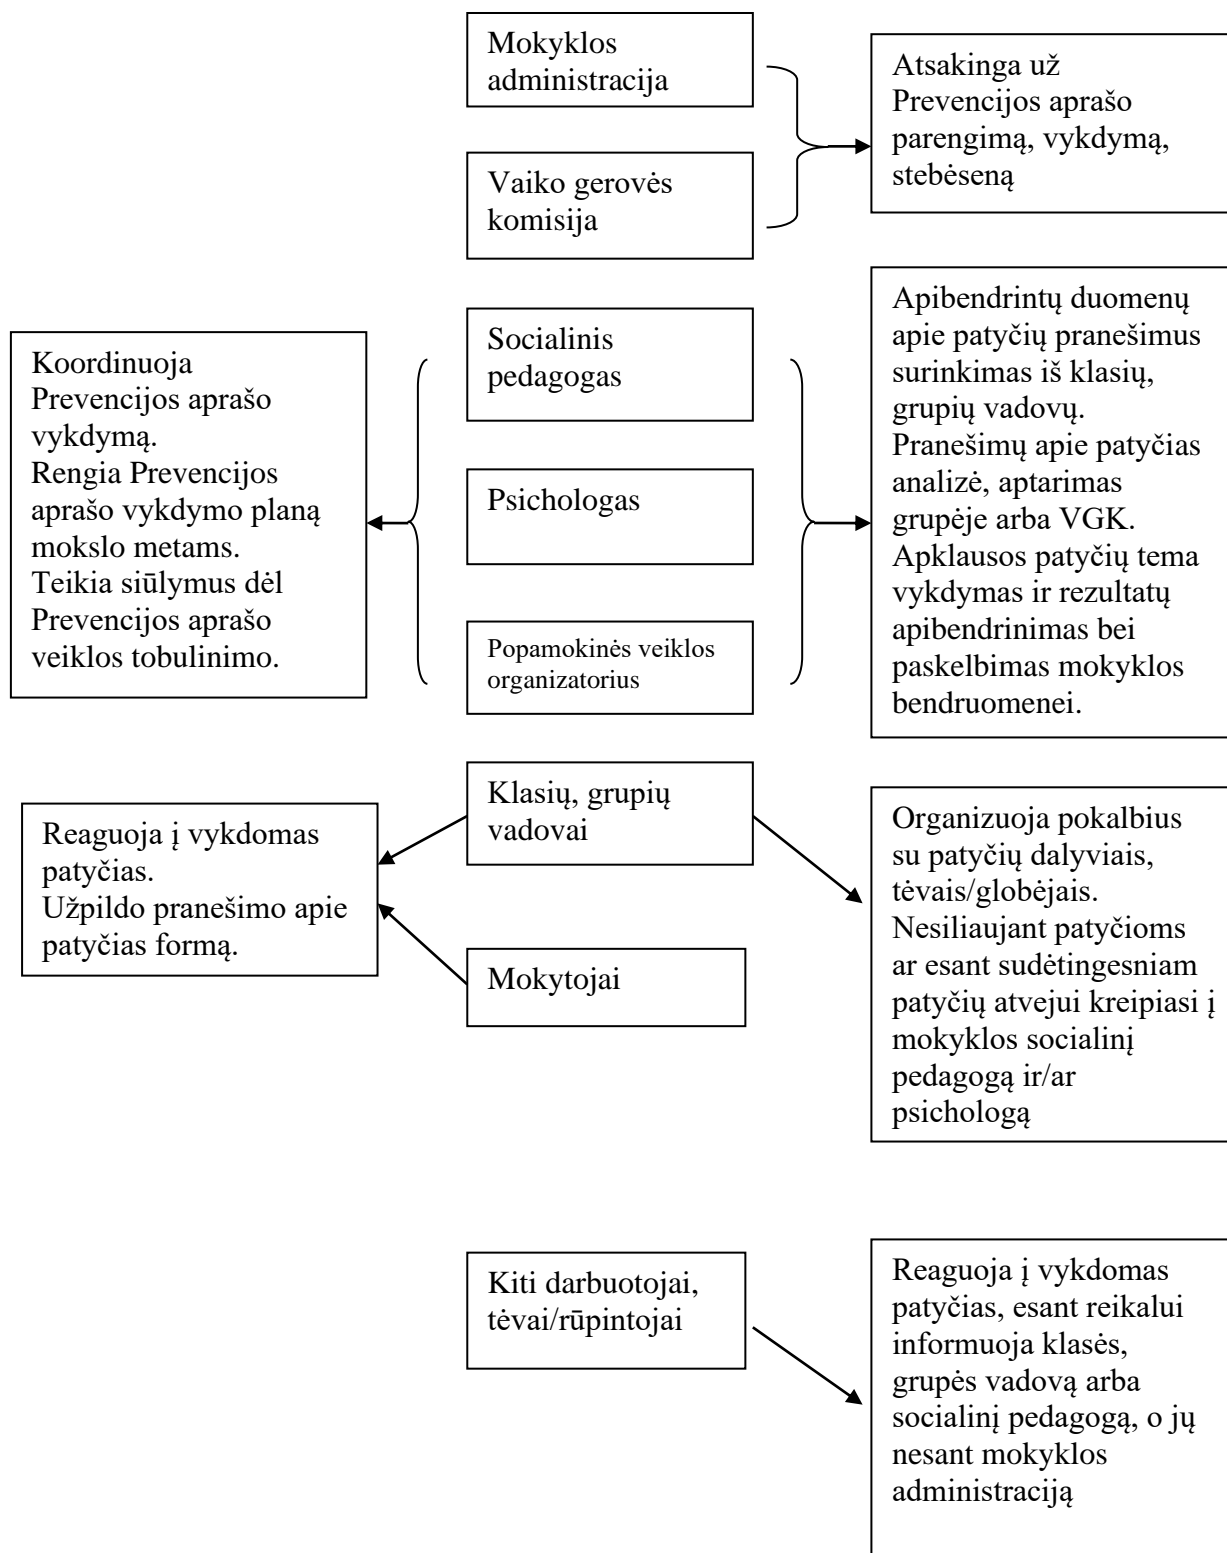 Mokyklos
administracija
Atsakinga už
Prevencijos aprašo
parengimą, vykdymą,
stebėseną
Vaiko gerovės
komisija
Koordinuoja
Prevencijos aprašo
vykdymą.
Rengia Prevencijos
aprašo vykdymo planą
mokslo metams.
Teikia siūlymus dėl
Prevencijos aprašo
veiklos tobulinimo.
Socialinis
pedagogas
Psichologas
Popamokinės veiklos
organizatorius
Apibendrintų duomenų
apie patyčių pranešimus
surinkimas iš klasių,
grupių vadovų.
Pranešimų apie patyčias
analizė, aptarimas
grupėje arba VGK.
Apklausos patyčių tema
vykdymas ir rezultatų
apibendrinimas bei
paskelbimas mokyklos
bendruomenei.
Reaguoja į vykdomas
patyčias.
Užpildo pranešimo apie
patyčias formą.
Klasių, grupių
vadovai
Mokytojai
Organizuoja pokalbius
su patyčių dalyviais,
tėvais/globėjais.
Nesiliaujant patyčioms
ar esant sudėtingesniam
patyčių atvejui kreipiasi į
mokyklos socialinį
pedagogą ir/ar
psichologą
Kiti darbuotojai,
tėvai/rūpintojai
Reaguoja į vykdomas
patyčias, esant reikalui
informuoja klasės,
grupės vadovą arba
socialinį pedagogą, o jų
nesant mokyklos
administraciją